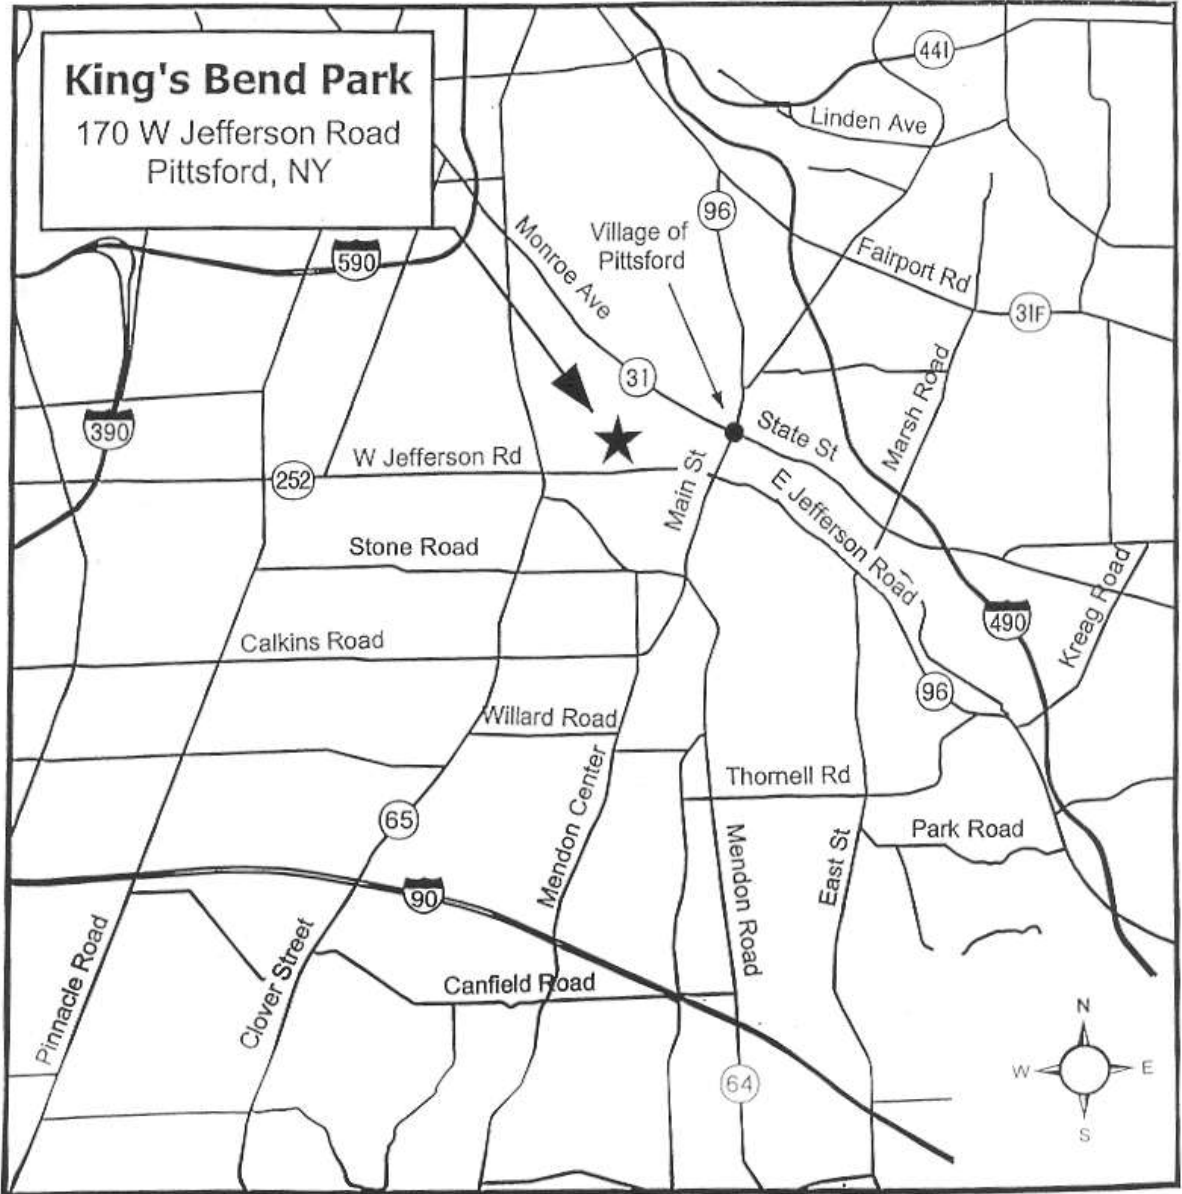 King's Bend Park
170 W Jefferson Road
Pittsford, NY
441
Linden Ave
96
Village of
Pittsford
Monroe Ave
590
Fairport Rd
31F
31
390
Marsh Road
State St
W Jefferson Rd
252
Main St
E Jefferson Road
Stone Road
490
Kreag Road
Calkins Road
96
Willard Road
Thornell Rd
65
Mendon Center
Park Road
Mendon Road
East St
90
Pinnacle Road
Clover Street
Canfield Road
64
N
W
E
S